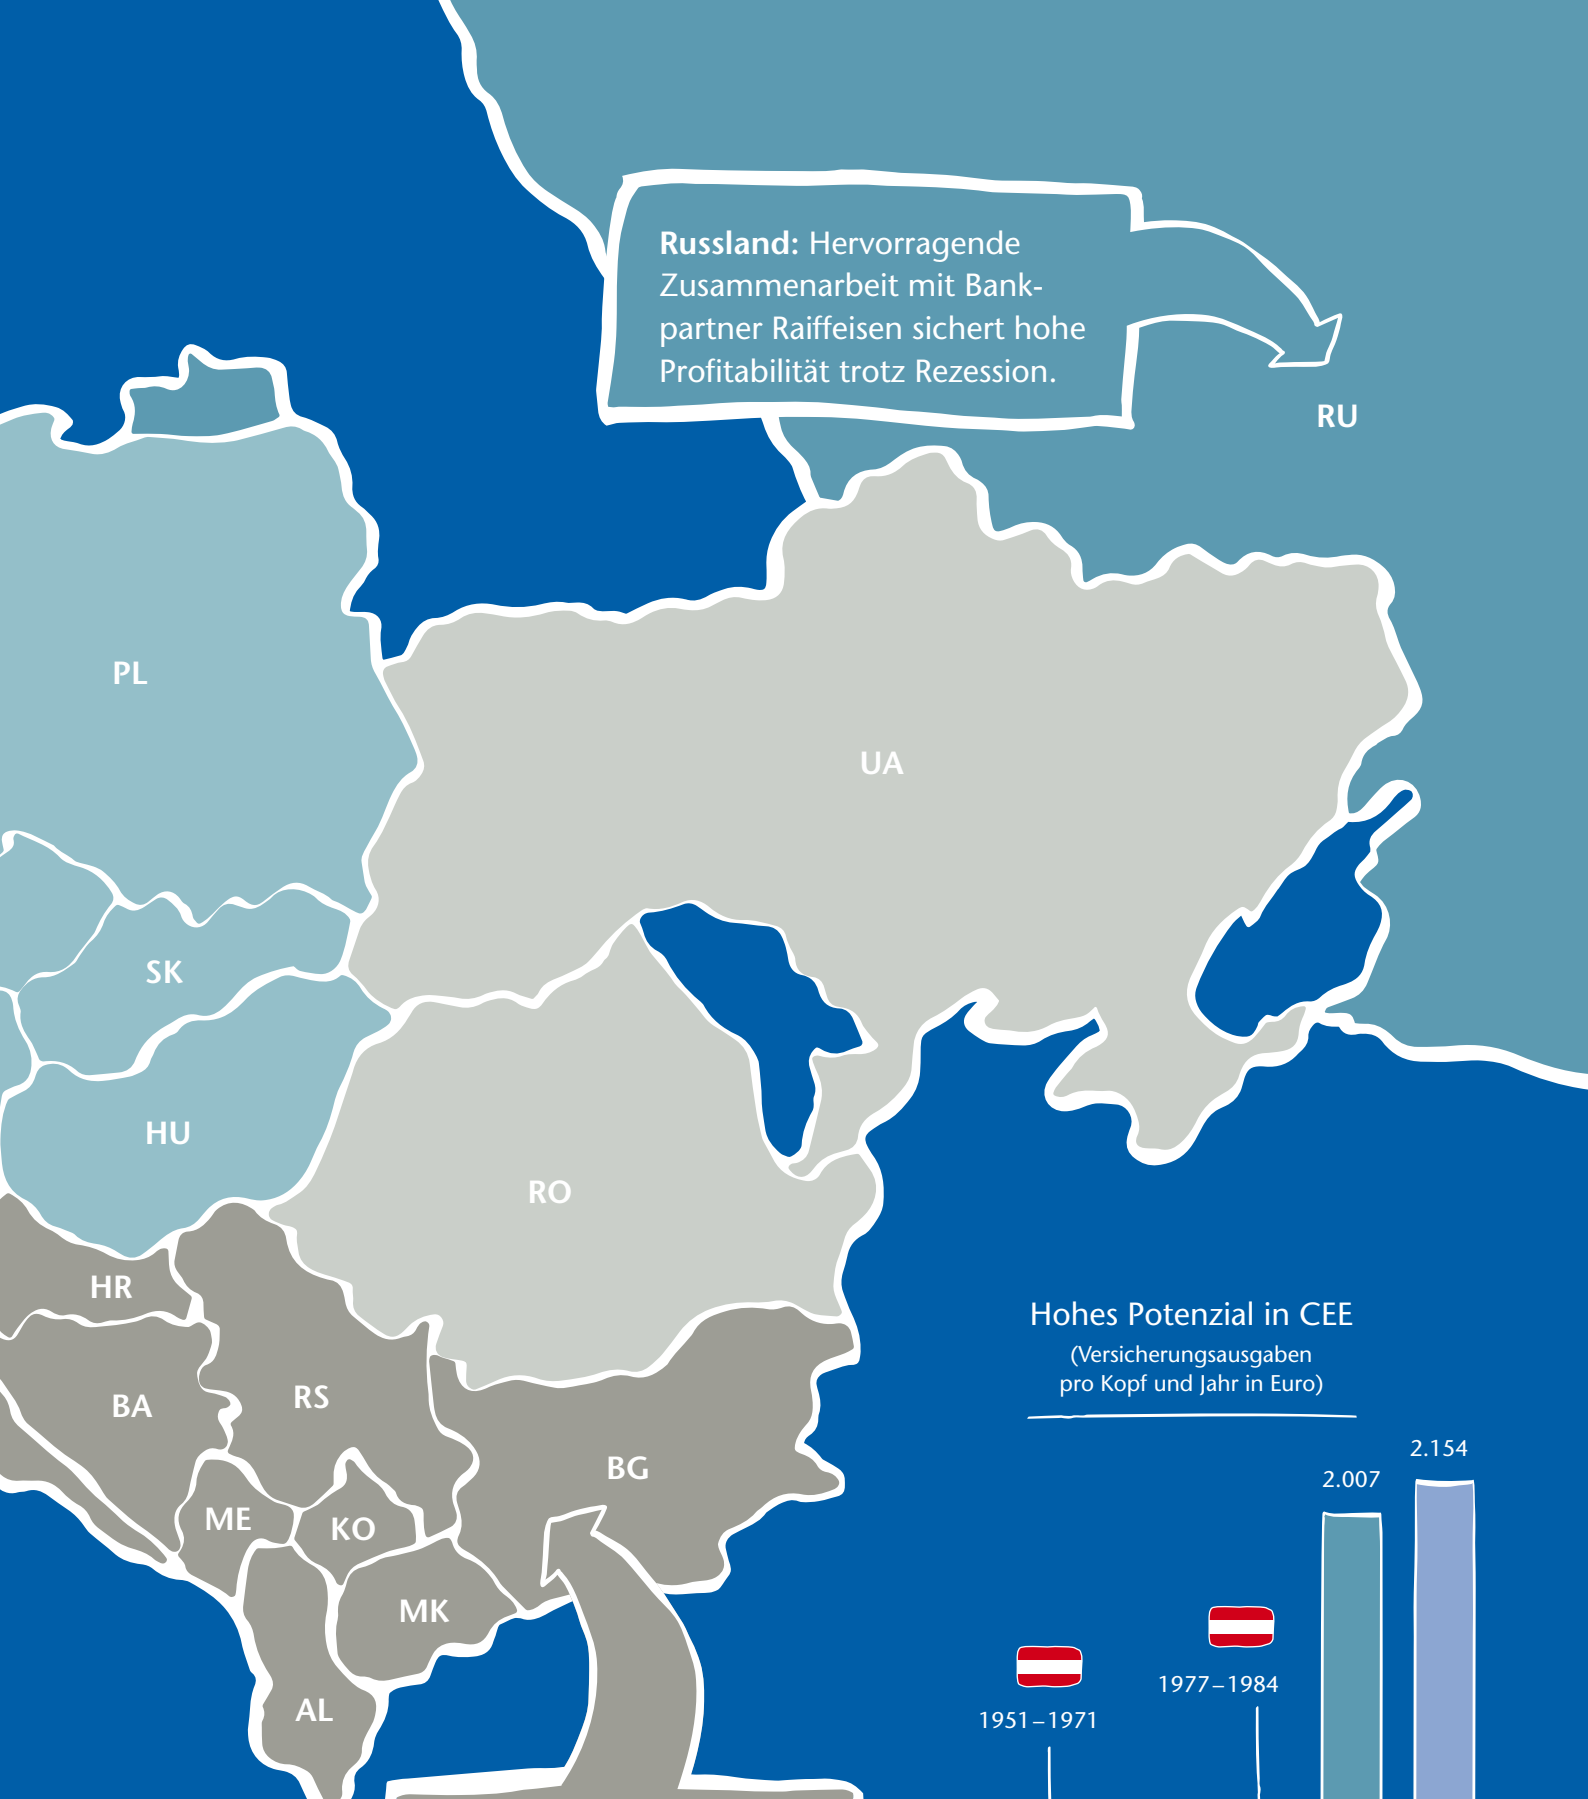 Russland: Hervorragende
Zusammenarbeit mit Bank-
partner Raiffeisen sichert hohe
Profitabilität trotz Rezession.
RU
PL
UA
SK
HU
RO
HR
BA
RS
BG
ME
KO
MK
AL
Hohes Potenzial in CEE
(Versicherungsausgaben
pro Kopf und Jahr in Euro)
2.154
2.007
1977–1984
1951–1971